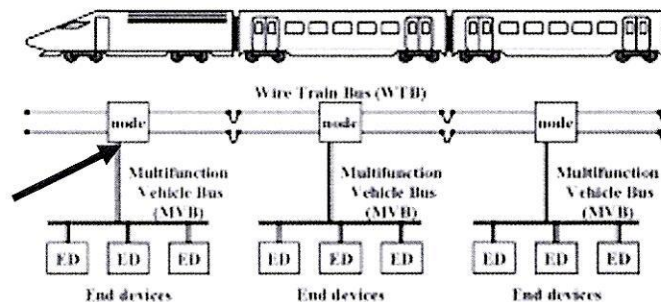 Wire Train Bus (WTB)
node node node
Multifunction Multifunction Multifunction
Vehicle Bus Vehicle Bus Vehicle Bus
(MVB) (MVB) (MVB)
ED ED ED ED ED ED ED ED ED
End devices End devices End devices